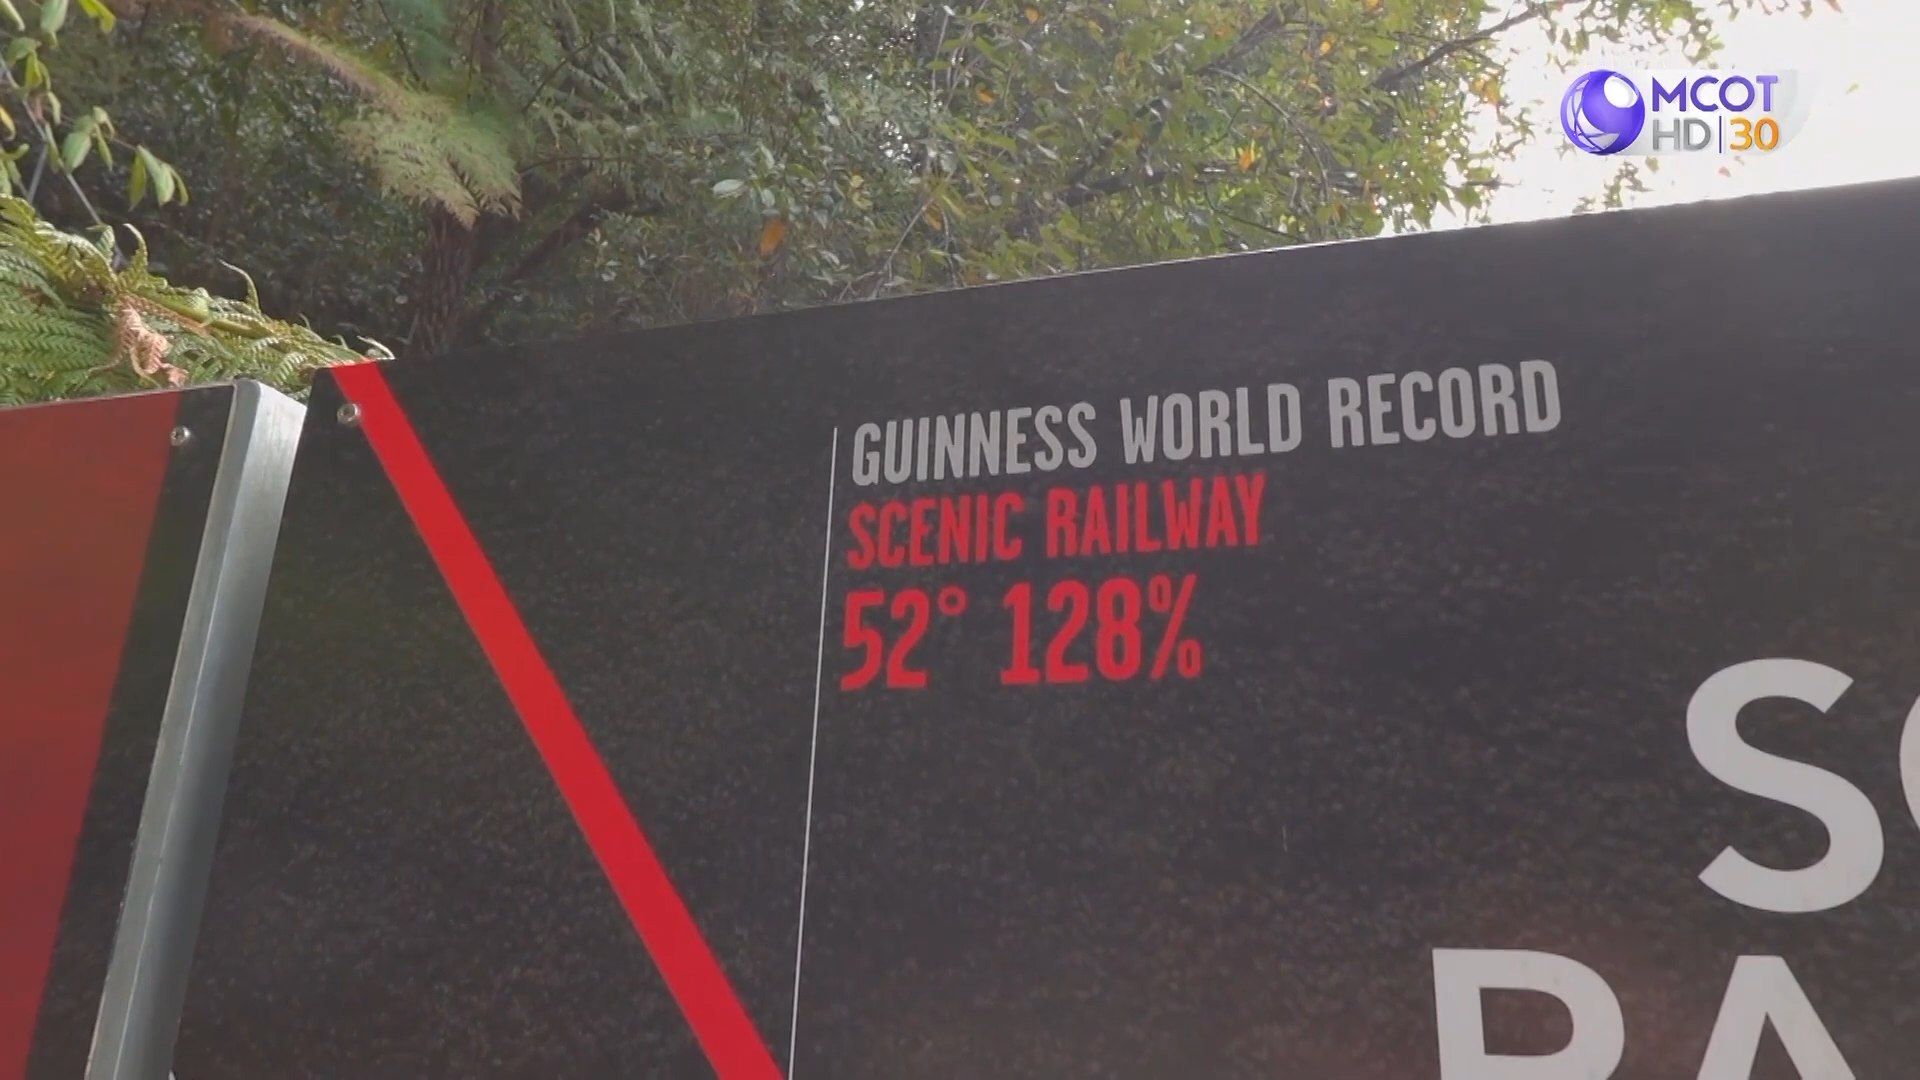 MCOT
HD|30
GUINNESS WORLD RECORD
SCENIC RAILWAY
52° 128%